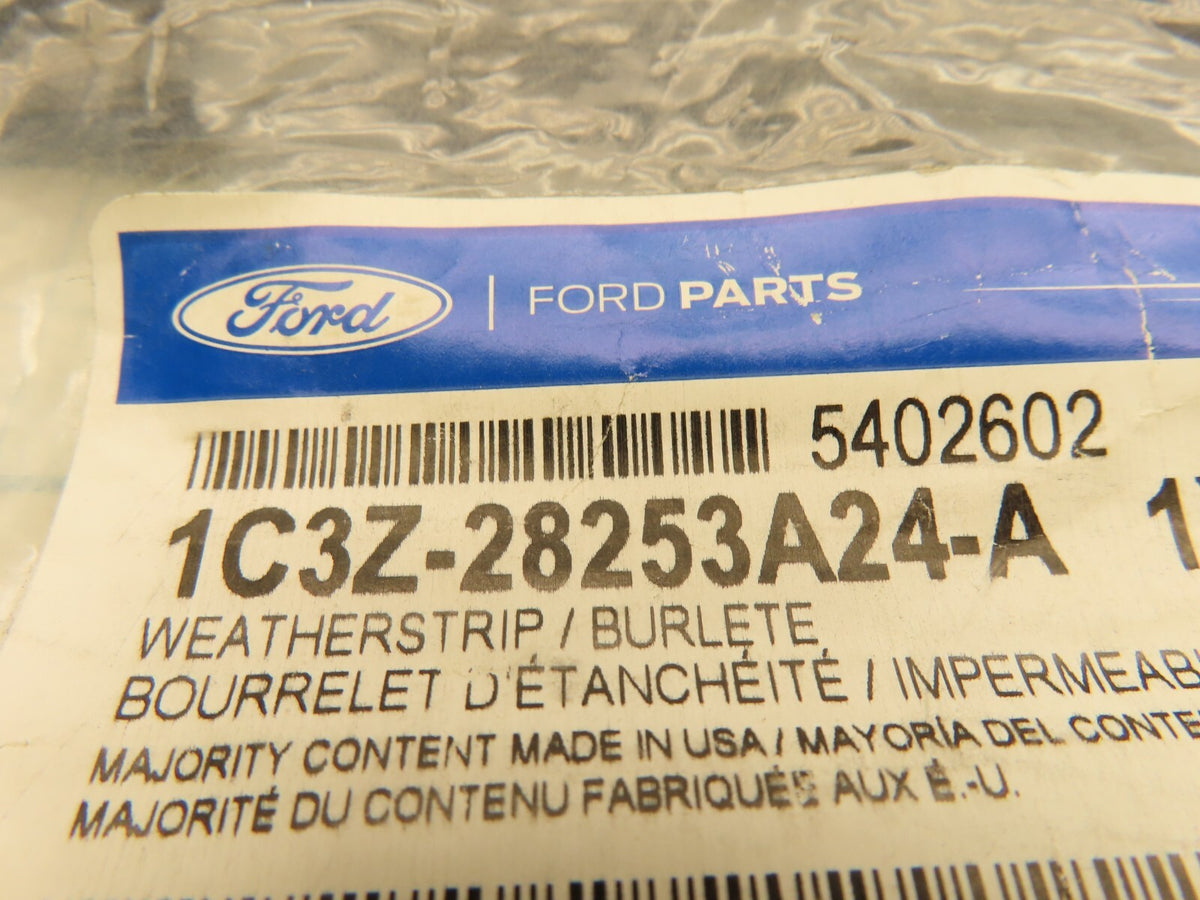 Ford | FORD PARTS
5402602
1C3Z-28253A24-A
WEATHERSTRIP / BURLETE
BOURRELET D'ÉTANCHÉITÉ / IMPERMEAB
MAJORITY CONTENT MADE IN USA / MAYORÍA DEL CONTE
MAJORITÉ DU CONTENU FABRIQUÉE AUX É.-U.